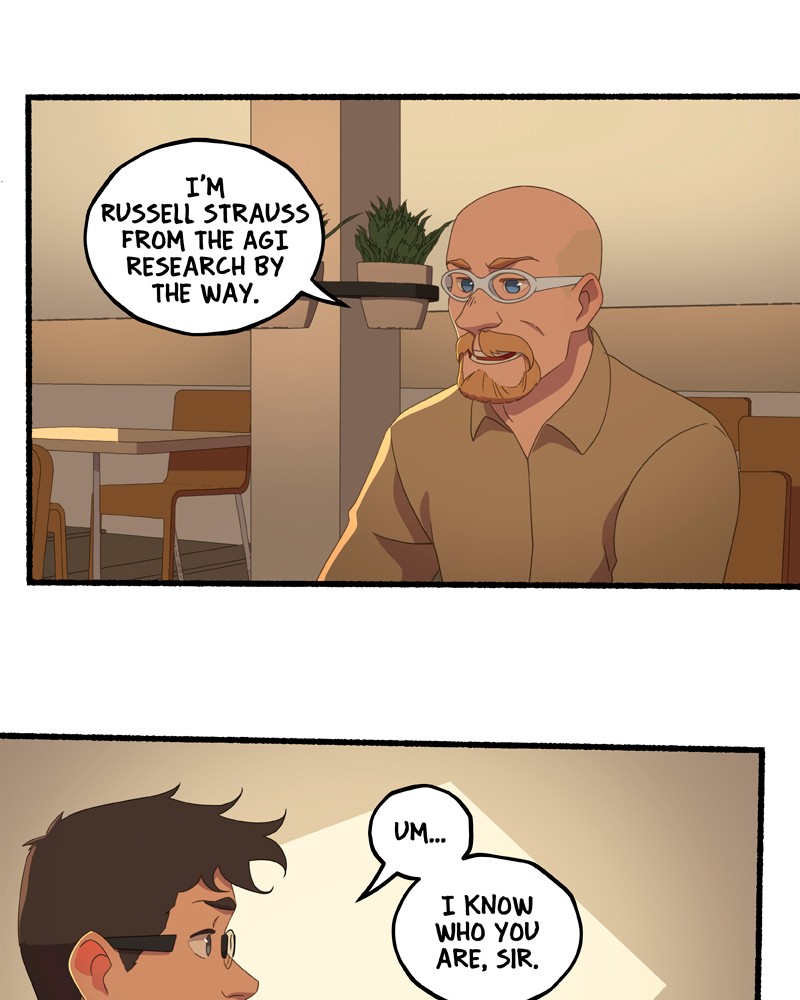 I'M
RUSSELL STRAUSS
FROM THE AGI
RESEARCH BY
THE WAY.
UM...
I KNOW
WHO YOU
ARE, SIR.